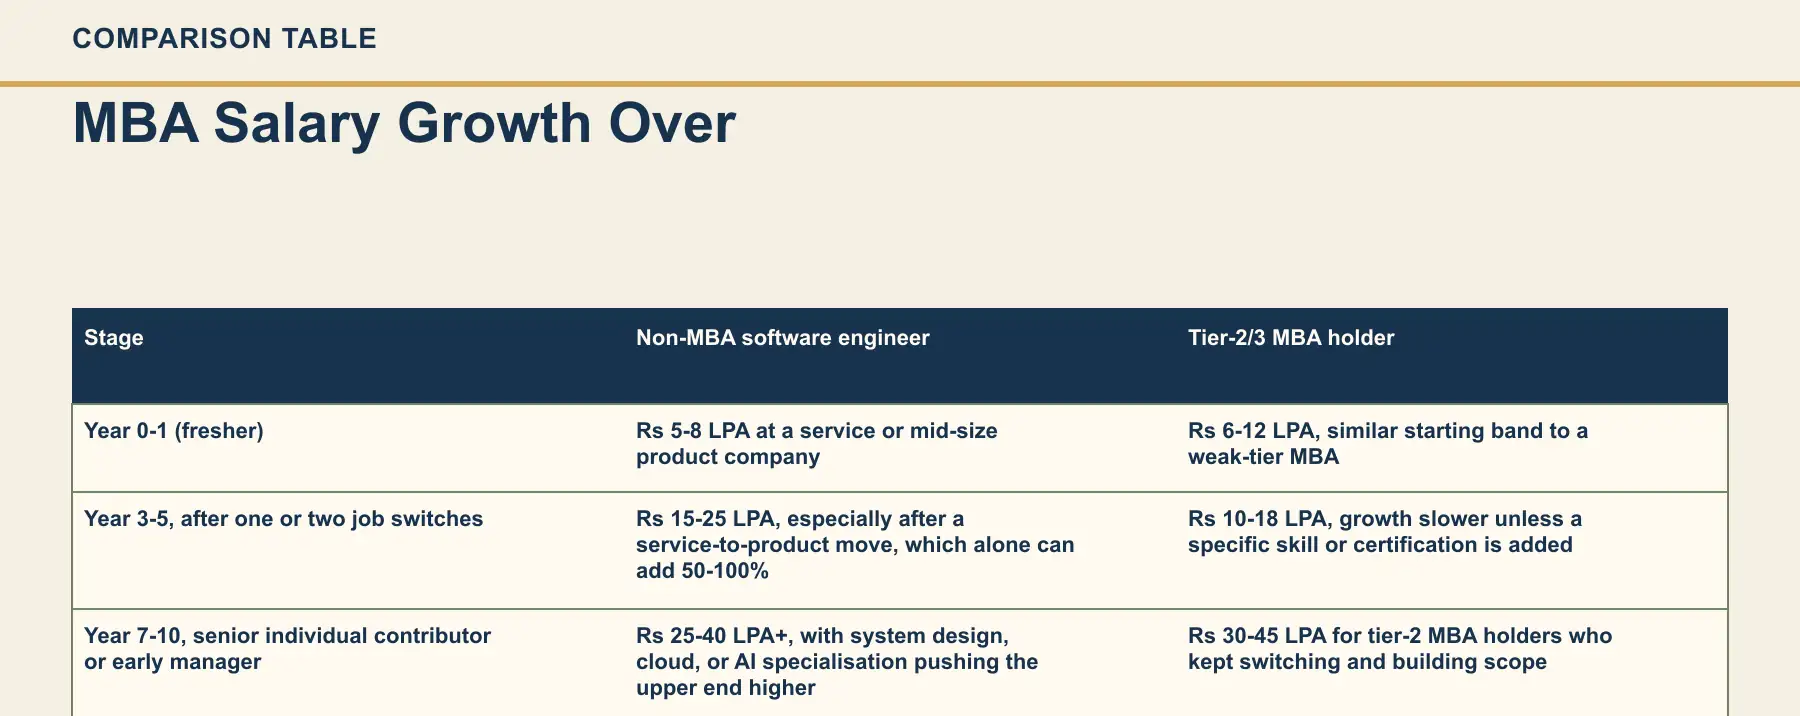 COMPARISON TABLE
MBA Salary Growth Over
Stage
Non-MBA software engineer
Tier-2/3 MBA holder
Year 0-1 (fresher)
Rs 5-8 LPA at a service or mid-size
product company
Rs 6-12 LPA, similar starting band to a
weak-tier MBA
Year 3-5, after one or two job switches
Rs 15-25 LPA, especially after a
service-to-product move, which alone can
add 50-100%
Rs 10-18 LPA, growth slower unless a
specific skill or certification is added
Year 7-10, senior individual contributor
or early manager
Rs 25-40 LPA+, with system design,
cloud, or AI specialisation pushing the
upper end higher
Rs 30-45 LPA for tier-2 MBA holders who
kept switching and building scope